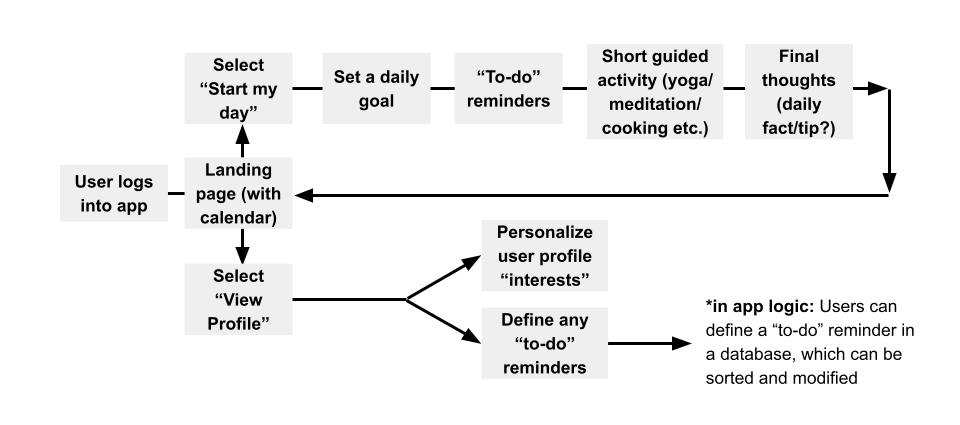 Select
“Start my
day”
Set a daily
goal
“To-do”
reminders
Short guided
activity (yoga/
meditation/
cooking etc.)
Final
thoughts
(daily
fact/tip?)
User logs
into app
Landing
page (with
calendar)
Select
“View
Profile”
Personalize
user profile
“interests”
Define any
“to-do”
reminders
*in app logic: Users can
define a “to-do” reminder in
a database, which can be
sorted and modified